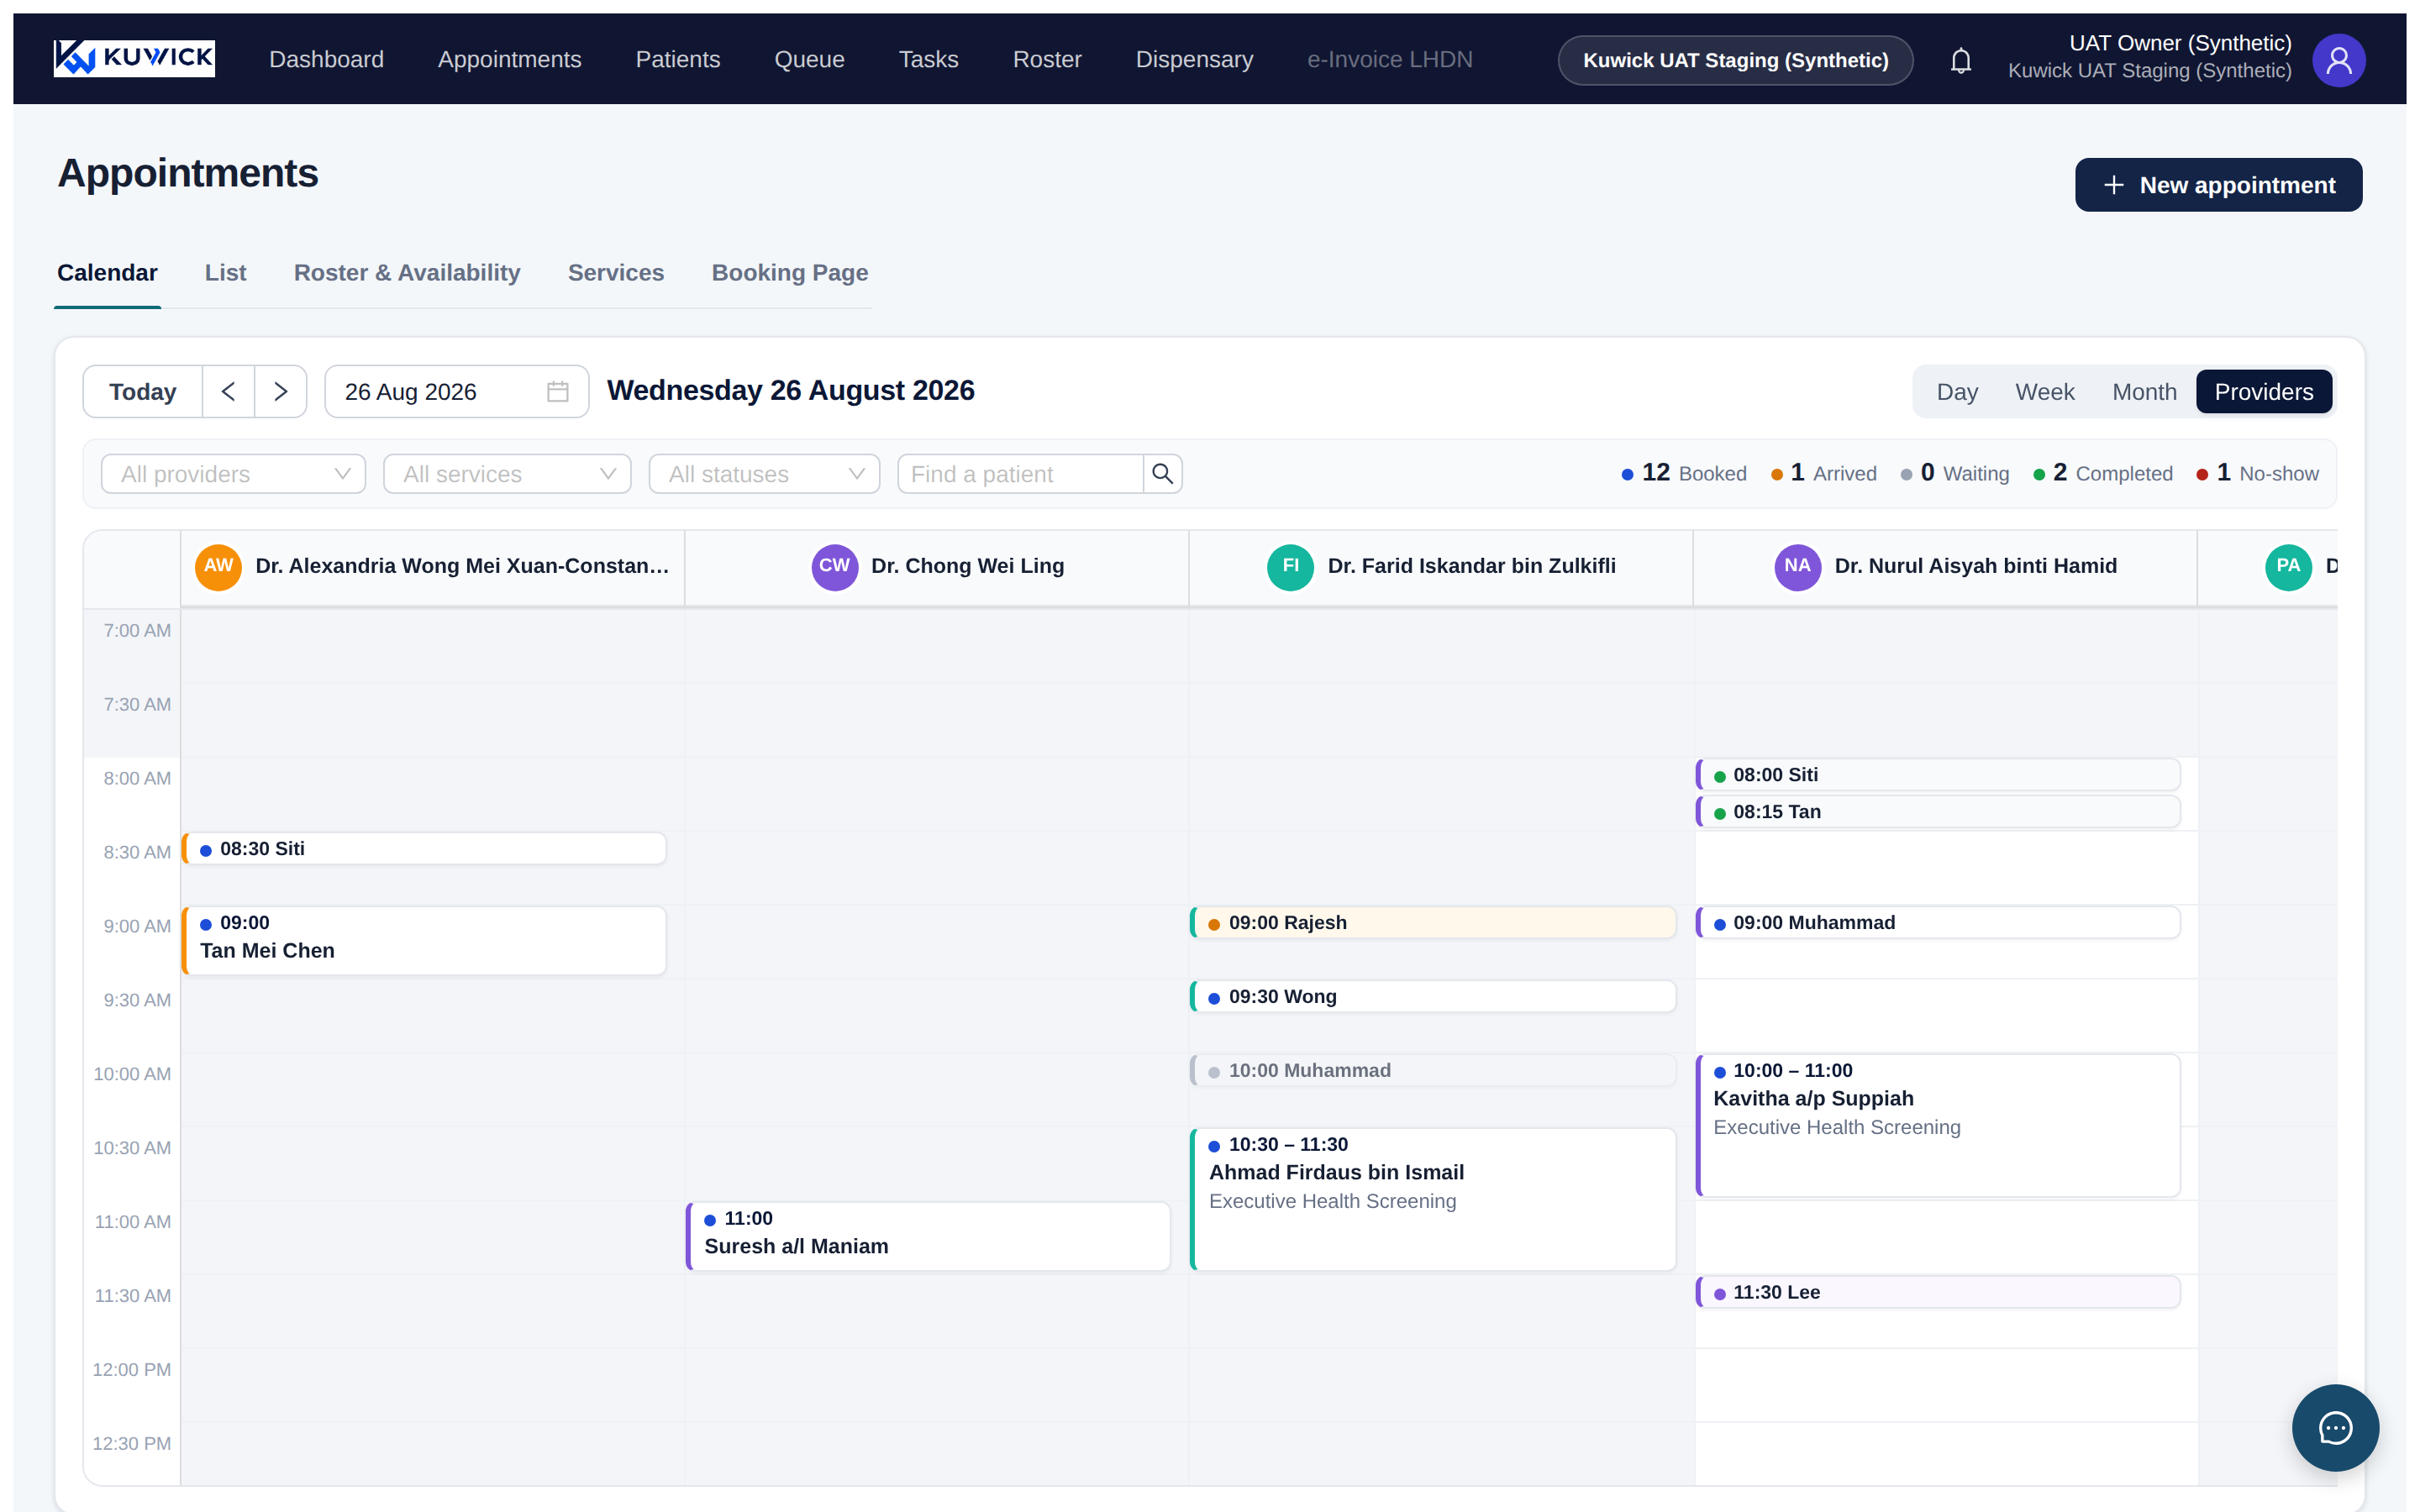 KUWICK
Dashboard Appointments Patients Queue Tasks Roster Dispensary e-Invoice LHDN
Kuwick UAT Staging (Synthetic)
UAT Owner (Synthetic)
Kuwick UAT Staging (Synthetic)
Appointments
New appointment
Calendar List Roster & Availability Services Booking Page
Today 26 Aug 2026 Wednesday 26 August 2026 Day Week Month Providers
All providers All services All statuses Find a patient 12 Booked 1 Arrived 0 Waiting 2 Completed 1 No-show
AW Dr. Alexandria Wong Mei Xuan-Constan… CW Dr. Chong Wei Ling FI Dr. Farid Iskandar bin Zulkifli NA Dr. Nurul Aisyah binti Hamid PA D
7:00 AM
7:30 AM
8:00 AM 08:00 Siti
08:15 Tan
8:30 AM 08:30 Siti
9:00 AM 09:00 09:00 Rajesh 09:00 Muhammad
Tan Mei Chen
9:30 AM 09:30 Wong
10:00 AM 10:00 Muhammad 10:00 – 11:00
Kavitha a/p Suppiah
Executive Health Screening
10:30 AM 10:30 – 11:30
Ahmad Firdaus bin Ismail
Executive Health Screening
11:00 AM 11:00
Suresh a/l Maniam
11:30 AM 11:30 Lee
12:00 PM
12:30 PM